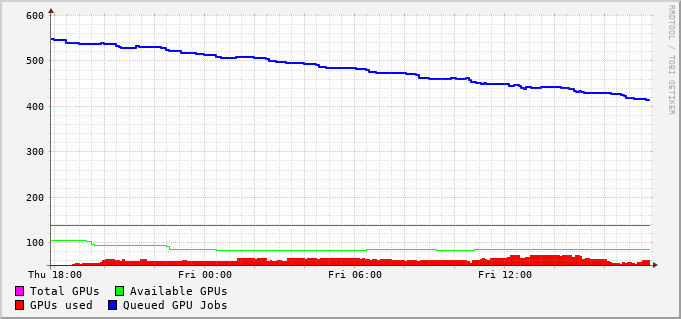 600
500
400
300
200
100
Thu 18:00 Fri 00:00 Fri 06:00 Fri 12:00
Total GPUs Available GPUs
GPUs used Queued GPU Jobs
RRDTOOL / TOBI OETIKER